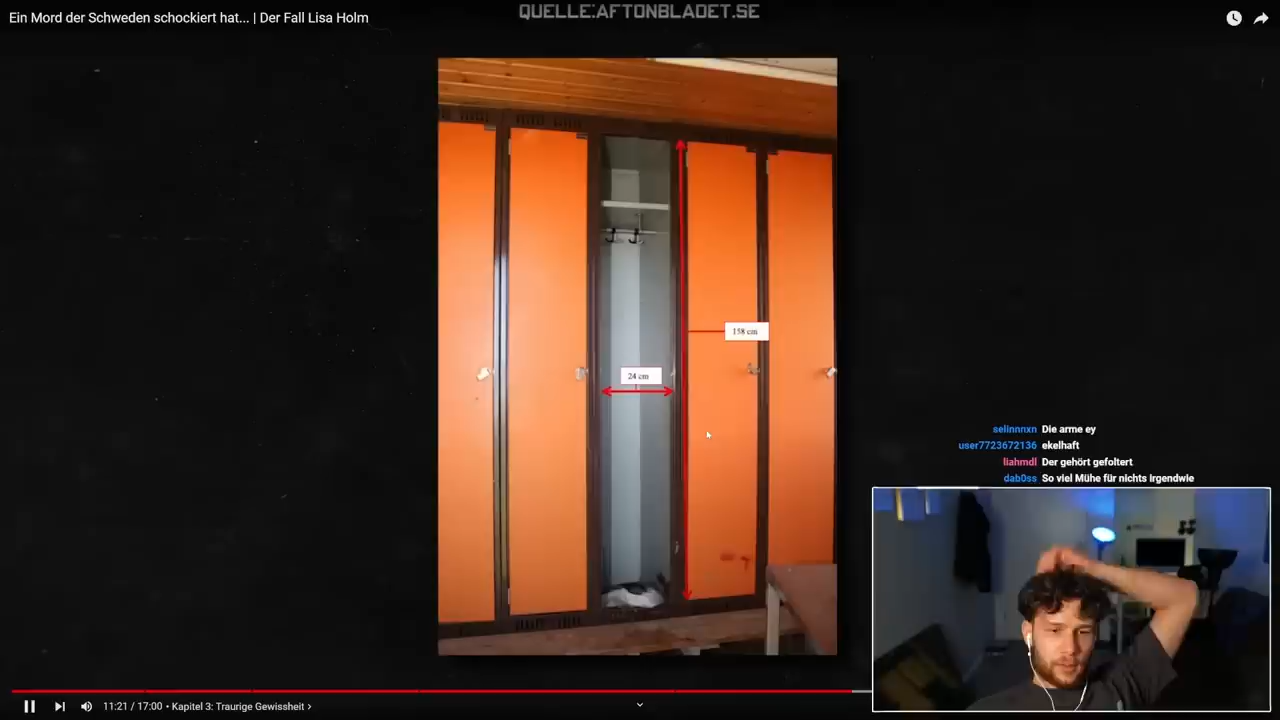 Ein Mord der Schweden schockiert hat... | Der Fall Lisa Holm
QUELLE:AFTONBLADET.SE
158 cm
24 cm
selinnnxn Die arme ey
user7723672136 ekelhaft
liahmdl Der gehört gefoltert
dab0ss So viel Mühe für nichts Irgendwie
11:21 / 17:00 • Kapitel 3: Traurige Gewissheit >